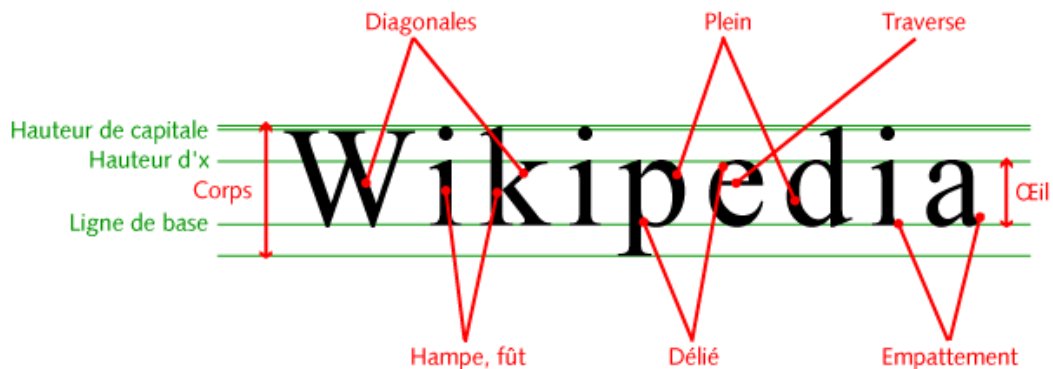 Diagonales Plein Traverse
Hauteur de capitale
Hauteur d'x
Corps
Œil
Ligne de base
Wikipedia
Hampe, fût Délié Empattement